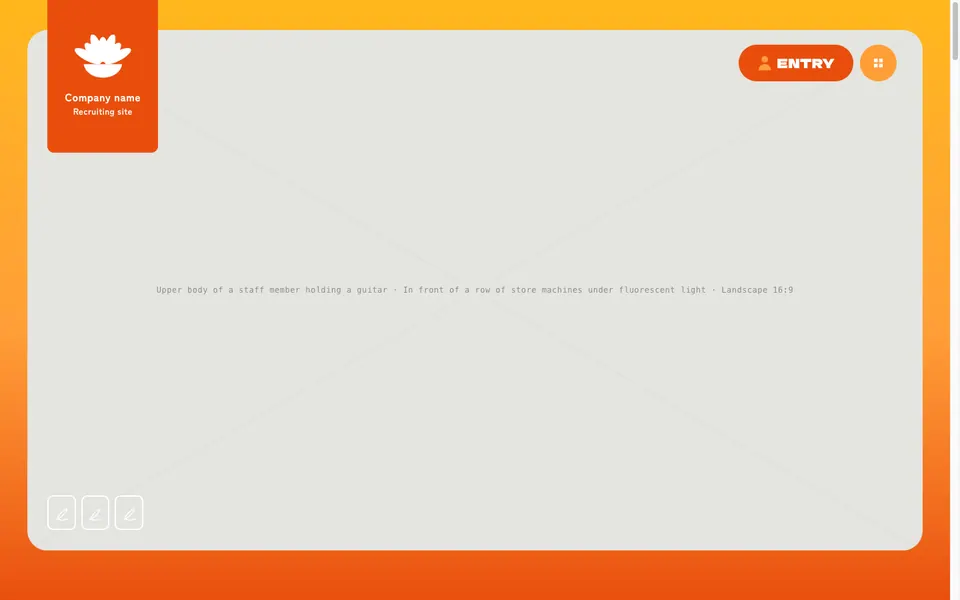 Company name
Recruiting site
ENTRY
Upper body of a staff member holding a guitar · In front of a row of store machines under fluorescent light · Landscape 16:9